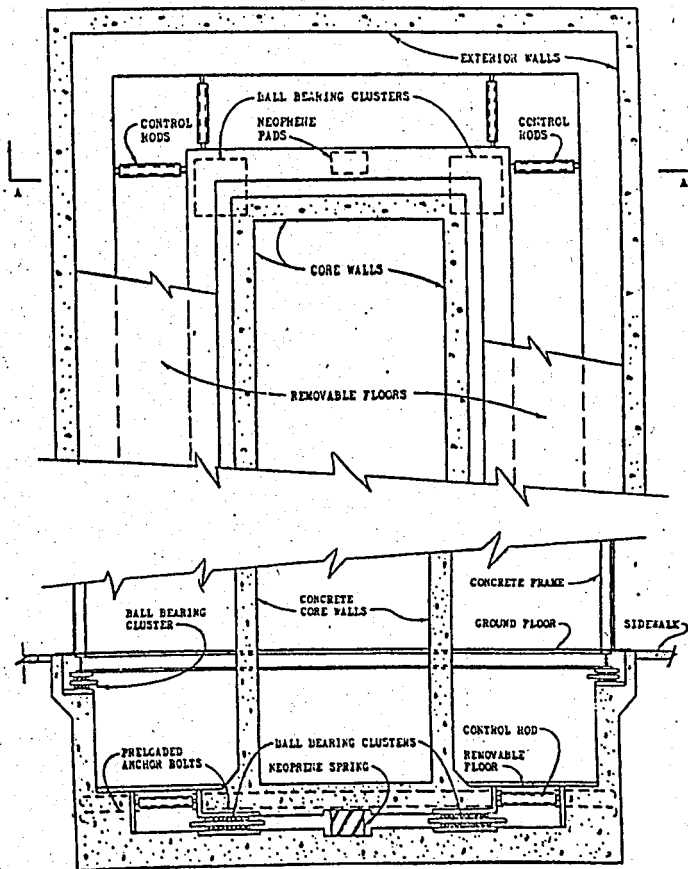 EXTERIOR WALLS
BALL BEARING CLUSTERS
CONTROL
RODS
NEOPHENE
PADS
CONTROL
RODS
A
A
CORE WALLS
REMOVABLE FLOORS
BALL BEARING
CLUSTER
CONCRETE
CORE WALLS
CONCRETE FRAME
GROUND FLOOR
SIDEWALK
PRELOADED
ANCHOR BOLTS
BALL BEARING CLUSTERS
NEOPRENE SPRING
CONTROL ROD
REMOVABLE
FLOOR